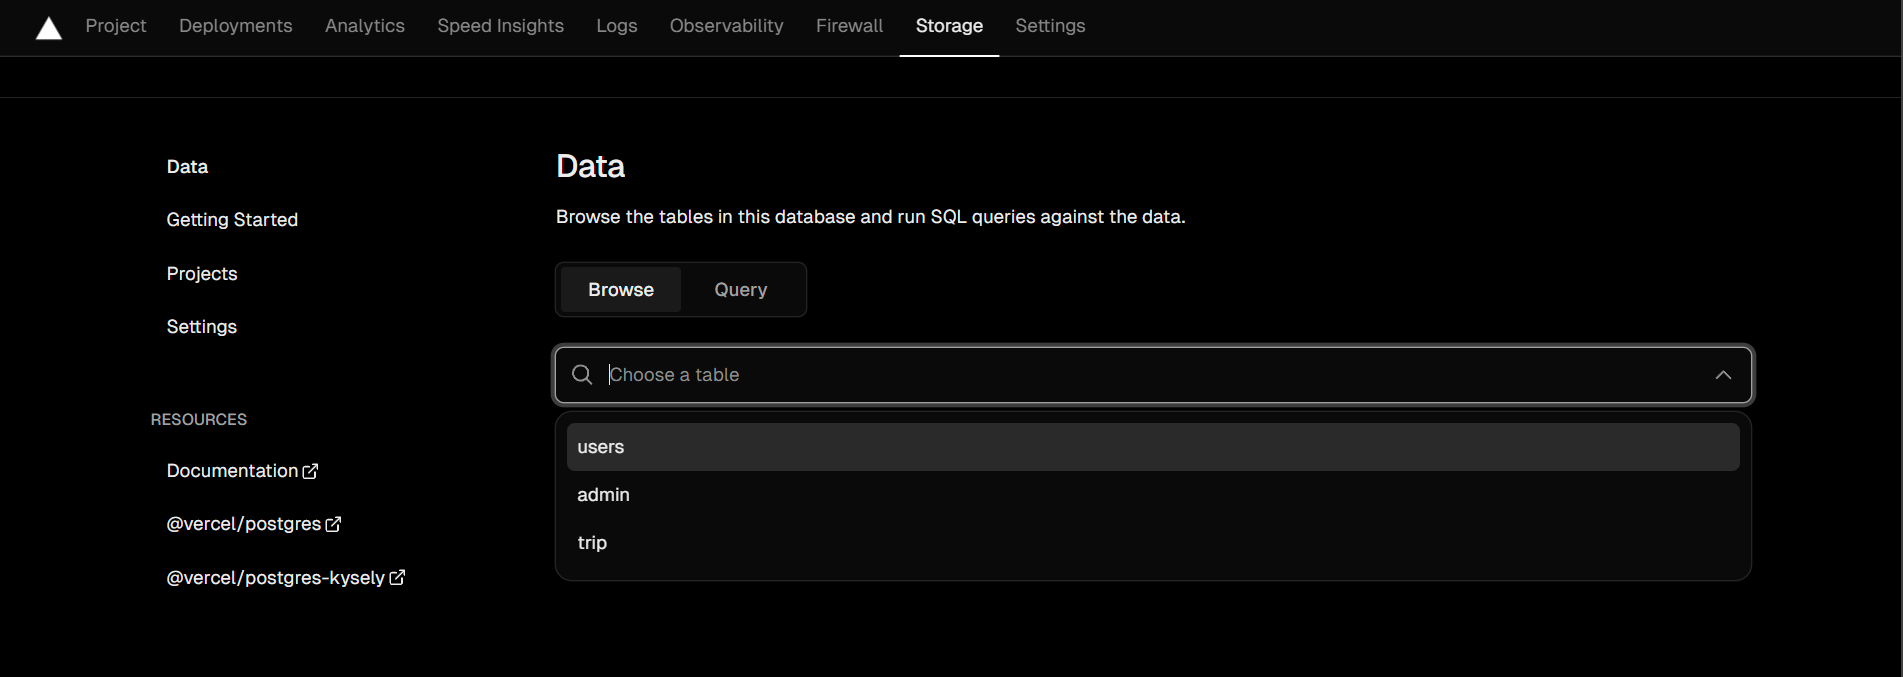 Project Deployments Analytics Speed Insights Logs Observability Firewall Storage Settings
Data
Getting Started
Projects
Settings
RESOURCES
Documentation
@vercel/postgres
@vercel/postgres-kysely
Data
Browse the tables in this database and run SQL queries against the data.
Browse Query
Choose a table
users
admin
trip